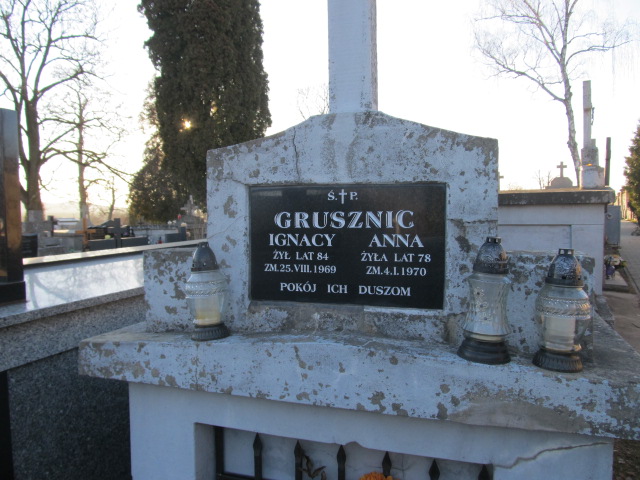 Ś.†P.
GRUSZNIC
IGNACY ANNA
ŻYŁ LAT 84 ŻYŁA LAT 78
ZM.25.VIII.1969 ZM.4.I.1970
POKÓJ ICH DUSZOM